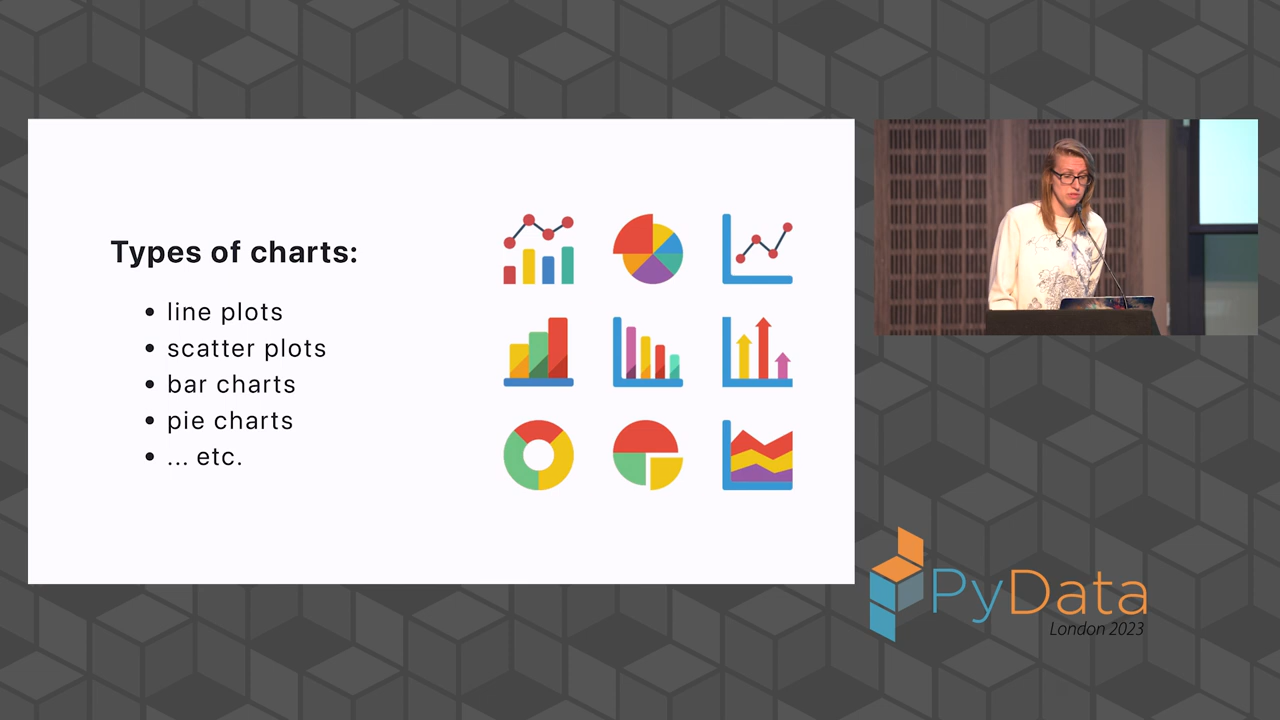 Types of charts:
• line plots
• scatter plots
• bar charts
• pie charts
• ... etc.
PyData
London 2023